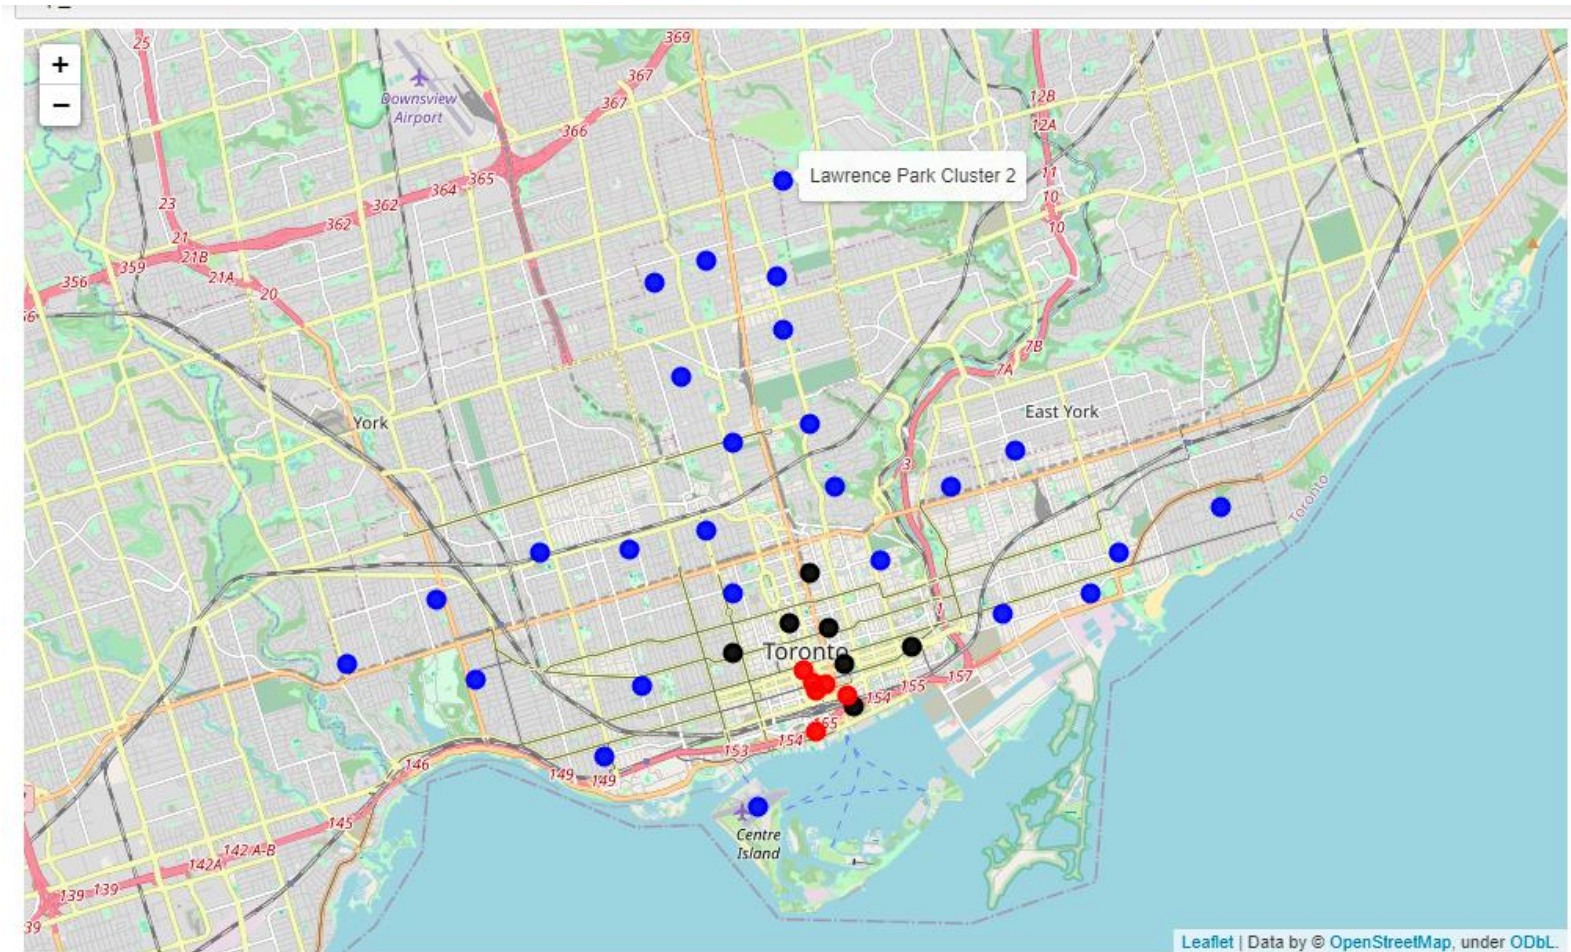 +
−
25
369
367
367
Downsview
Airport
366
12B
12A
365
364
Lawrence Park Cluster 2
11
10
10
23
362
362
21
21B
359
21A
356
20
7B
7A
York
East York
3
Toronto
1
Toronto
157
155
154
155
154
153
146
149
149
145
Centre
Island
142 A-B
142A
139
139
39
Leaflet | Data by © OpenStreetMap, under ODbL.